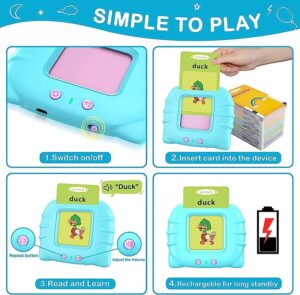 SIMPLE TO PLAY
duck
1.Switch on/off
2.Insert card into the device
"Duck"
duck
duck
Repeat button
Adjust the Volume
3.Read and Learn
4.Rechargeble for long standby